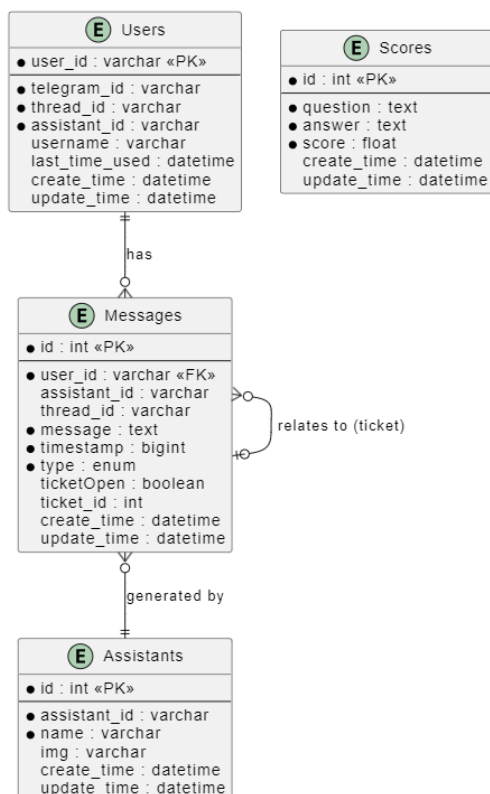 E Users
user_id : varchar «PK»
telegram_id : varchar
thread_id : varchar
assistant_id : varchar
username : varchar
last_time_used : datetime
create_time : datetime
update_time : datetime
E Scores
id : int «PK»
question : text
answer : text
score : float
create_time : datetime
update_time : datetime
has
E Messages
id : int «PK»
user_id : varchar «FK»
assistant_id : varchar
thread_id : varchar
message : text
timestamp : bigint
type : enum
ticketOpen : boolean
ticket_id : int
create_time : datetime
update_time : datetime
relates to (ticket)
generated by
E Assistants
id : int «PK»
assistant_id : varchar
name : varchar
img : varchar
create_time : datetime
update_time : datetime